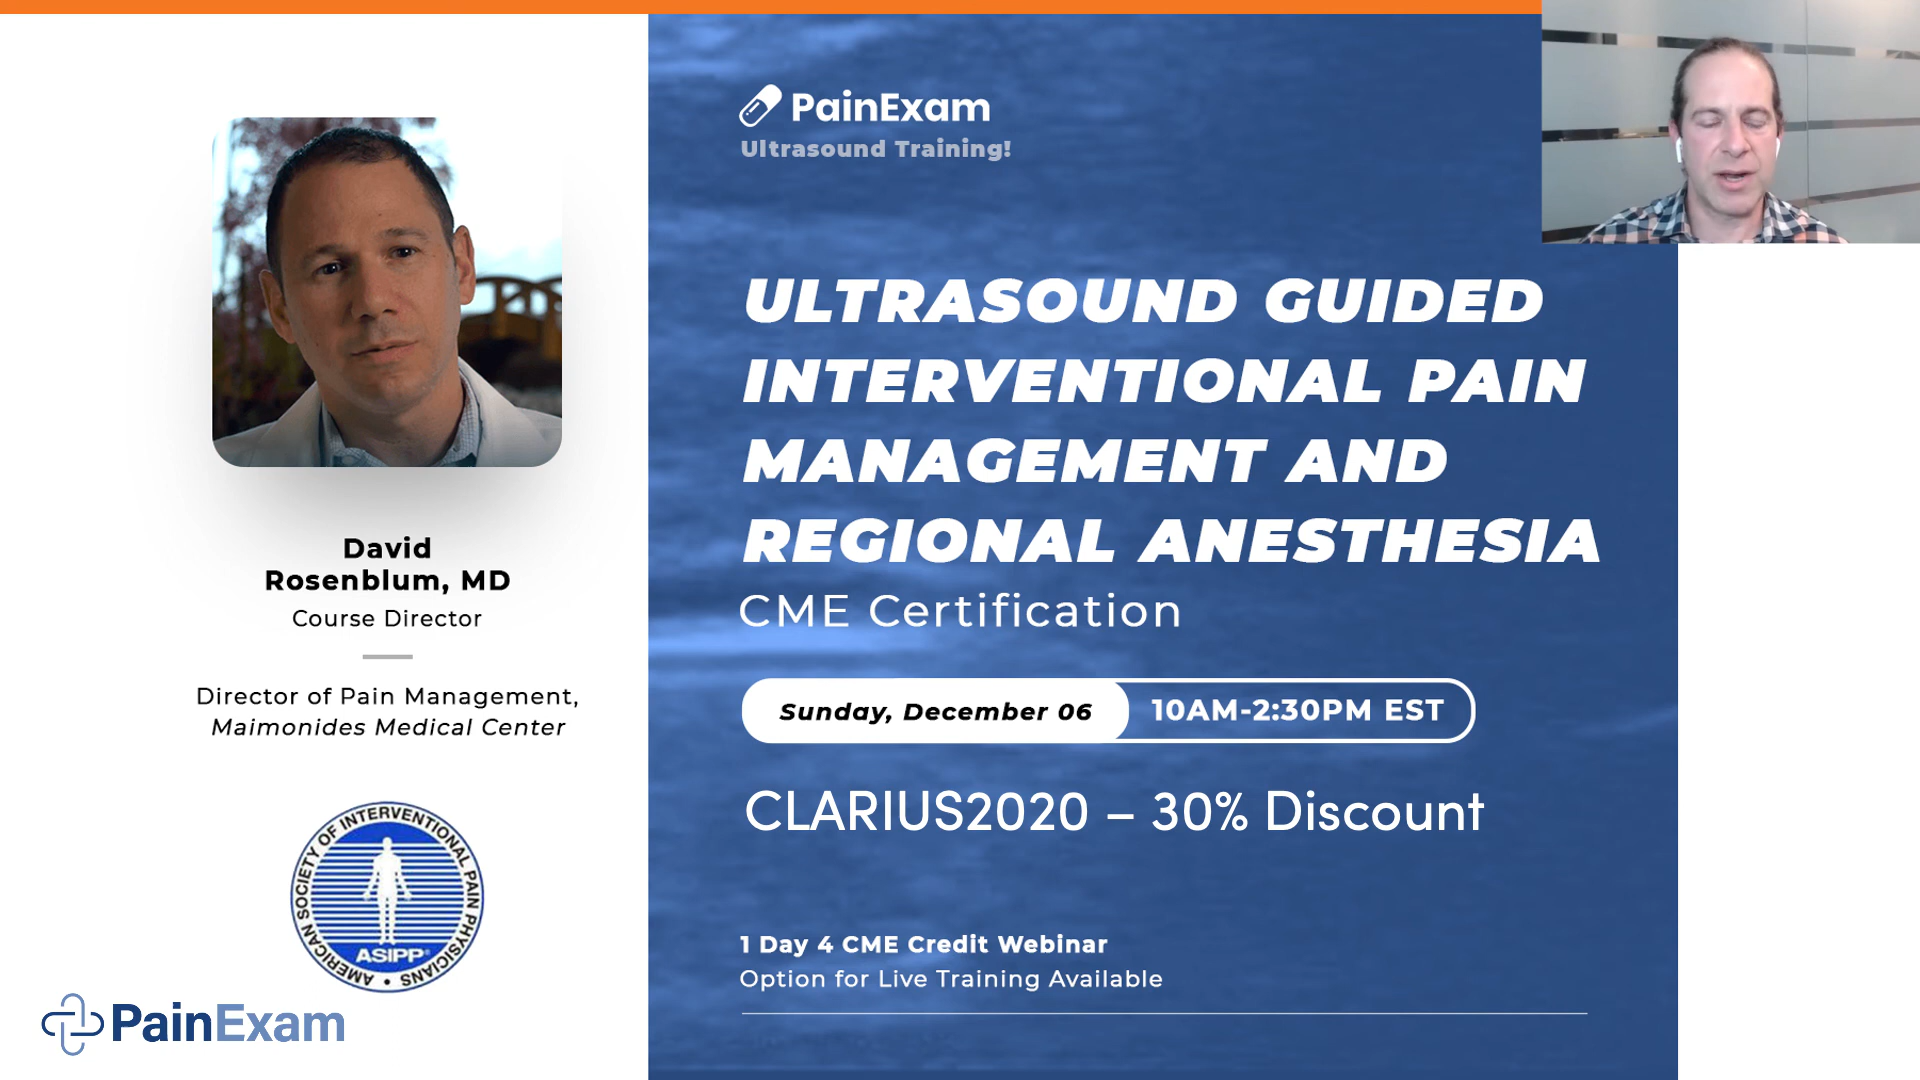 David
Rosenblum, MD
Course Director
Director of Pain Management,
Maimonides Medical Center
AMERICAN SOCIETY OF INTERVENTIONAL PAIN PHYSICIANS •
ASIPP®
PainExam
PainExam
Ultrasound Training!
ULTRASOUND GUIDED
INTERVENTIONAL PAIN
MANAGEMENT AND
REGIONAL ANESTHESIA
CME Certification
Sunday, December 06
10AM-2:30PM EST
CLARIUS2020 – 30% Discount
1 Day 4 CME Credit Webinar
Option for Live Training Available